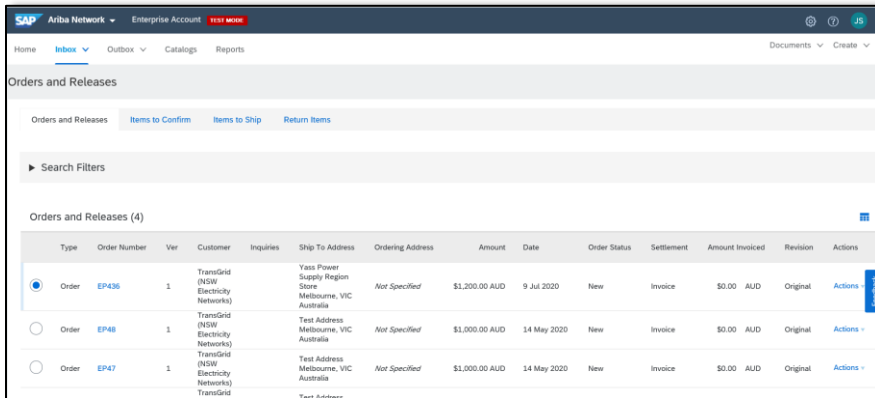 SAP Ariba Network Enterprise Account TEST MODE JS
Home Inbox Outbox Catalogs Reports Documents Create
Orders and Releases
Orders and Releases Items to Confirm Items to Ship Return Items
Search Filters
Orders and Releases (4)
Type Order Number Ver Customer Inquiries Ship To Address Ordering Address Amount Date Order Status Settlement Amount Invoiced Revision Actions
Order EP436 1 TransGrid (NSW Electricity Networks) Yass Power Supply Region Store Melbourne, VIC Australia Not Specified $1,200.00 AUD 9 Jul 2020 New Invoice $0.00 AUD Original Actions
Order EP48 1 TransGrid (NSW Electricity Networks) Test Address Melbourne, VIC Australia Not Specified $1,000.00 AUD 14 May 2020 New Invoice $0.00 AUD Original Actions
Order EP47 1 TransGrid (NSW Electricity Networks) Test Address Melbourne, VIC Australia Not Specified $1,000.00 AUD 14 May 2020 New Invoice $0.00 AUD Original Actions
TransGrid Test Address
Feedback